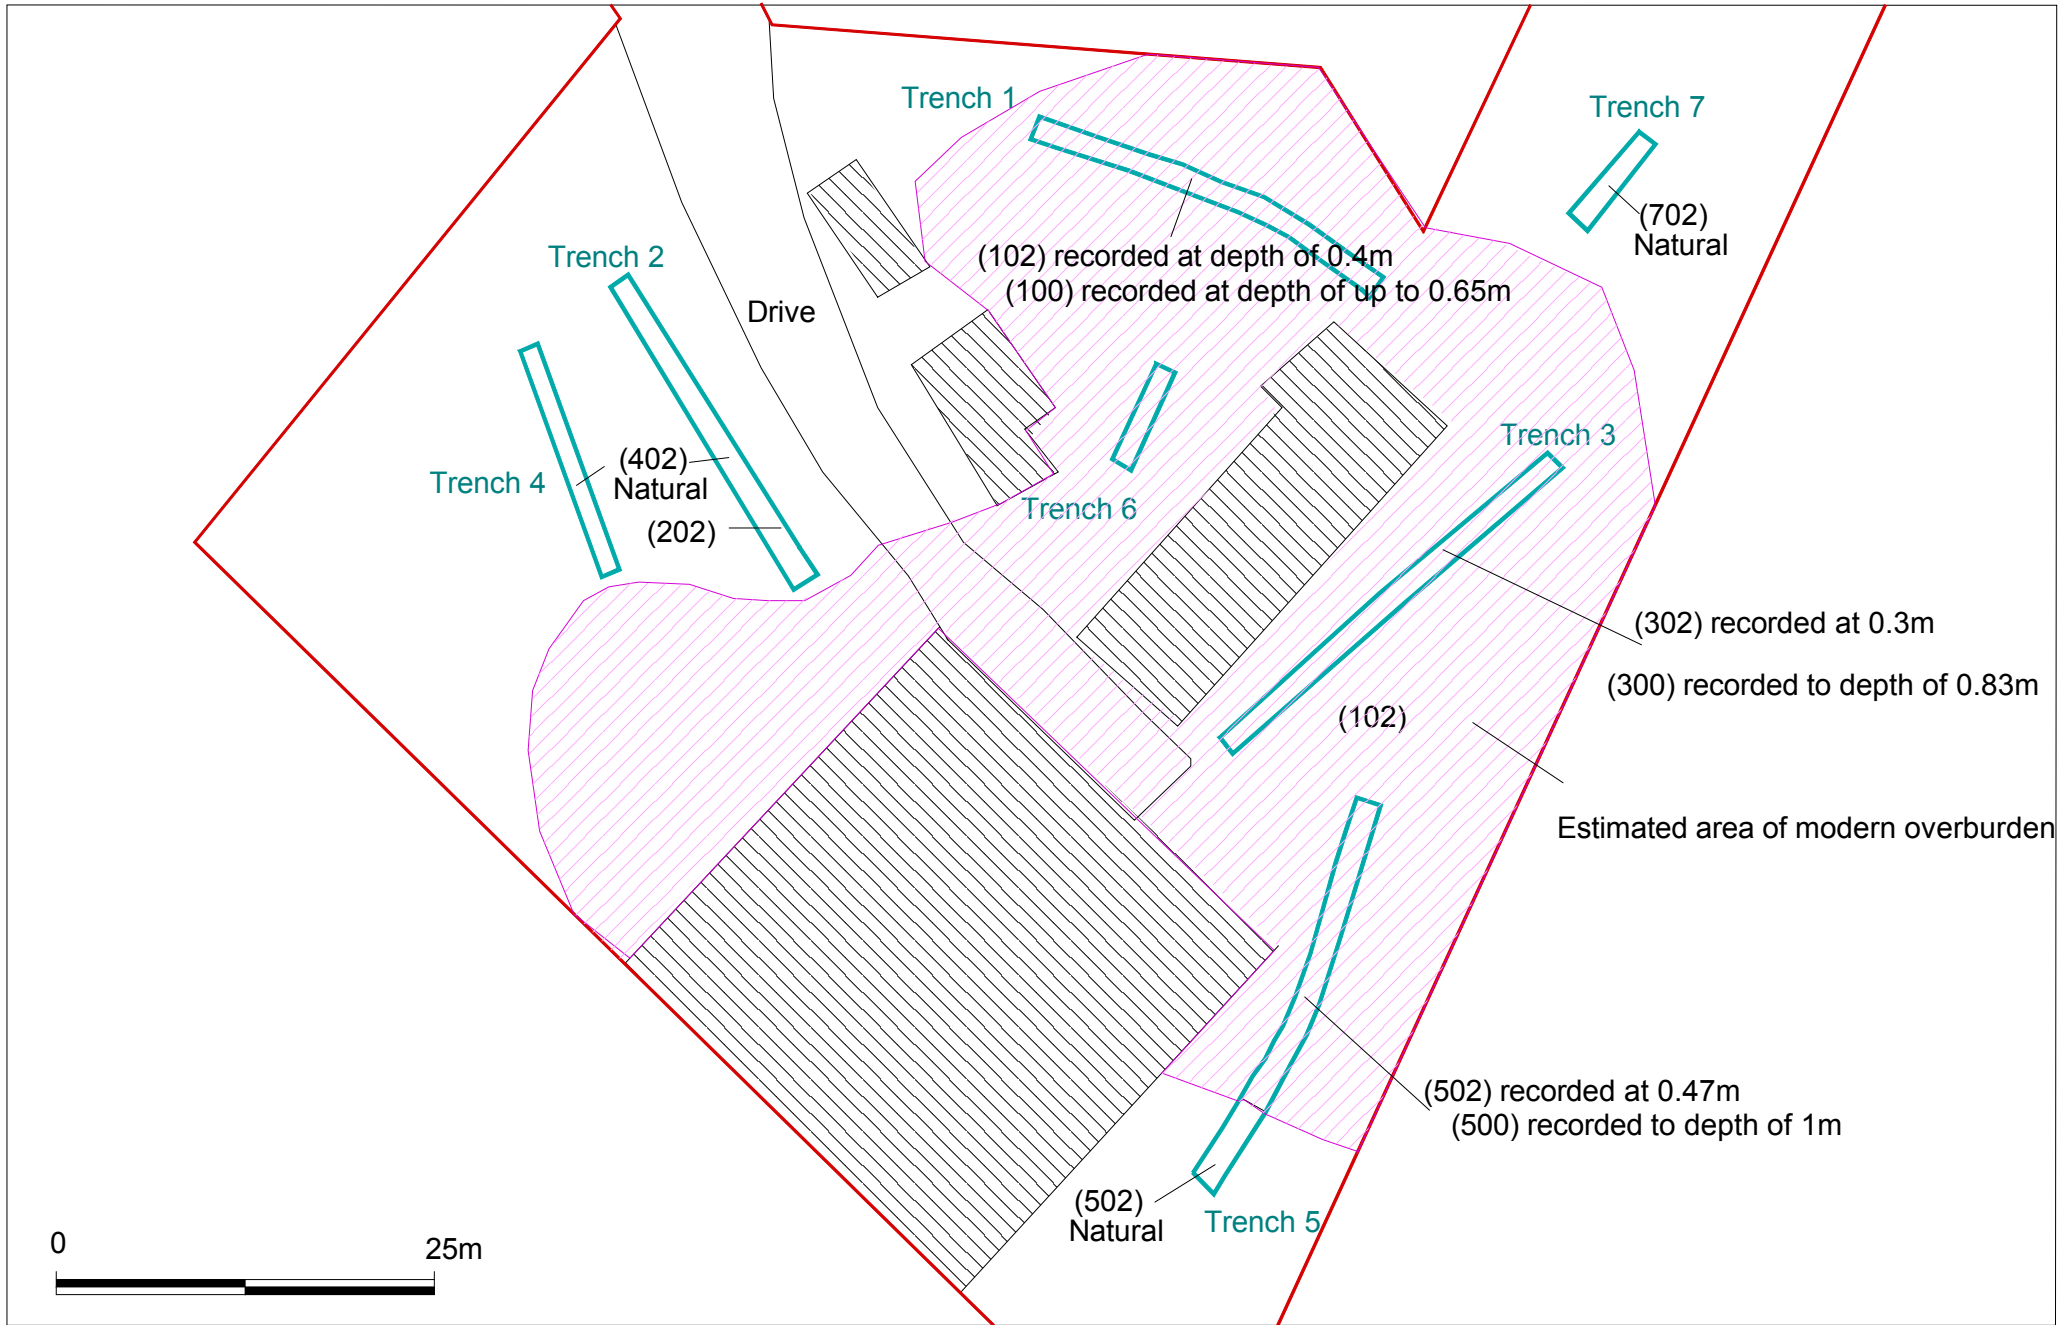 Trench 1
Trench 7
(702)
Natural
Trench 2
(102) recorded at depth of 0.4m
(100) recorded at depth of up to 0.65m
Drive
Trench 3
Trench 4
(402)
Natural
(202)
Trench 6
(302) recorded at 0.3m
(300) recorded to depth of 0.83m
(102)
Estimated area of modern overburden
(502) recorded at 0.47m
(500) recorded to depth of 1m
(502)
Natural
Trench 5
0
25m